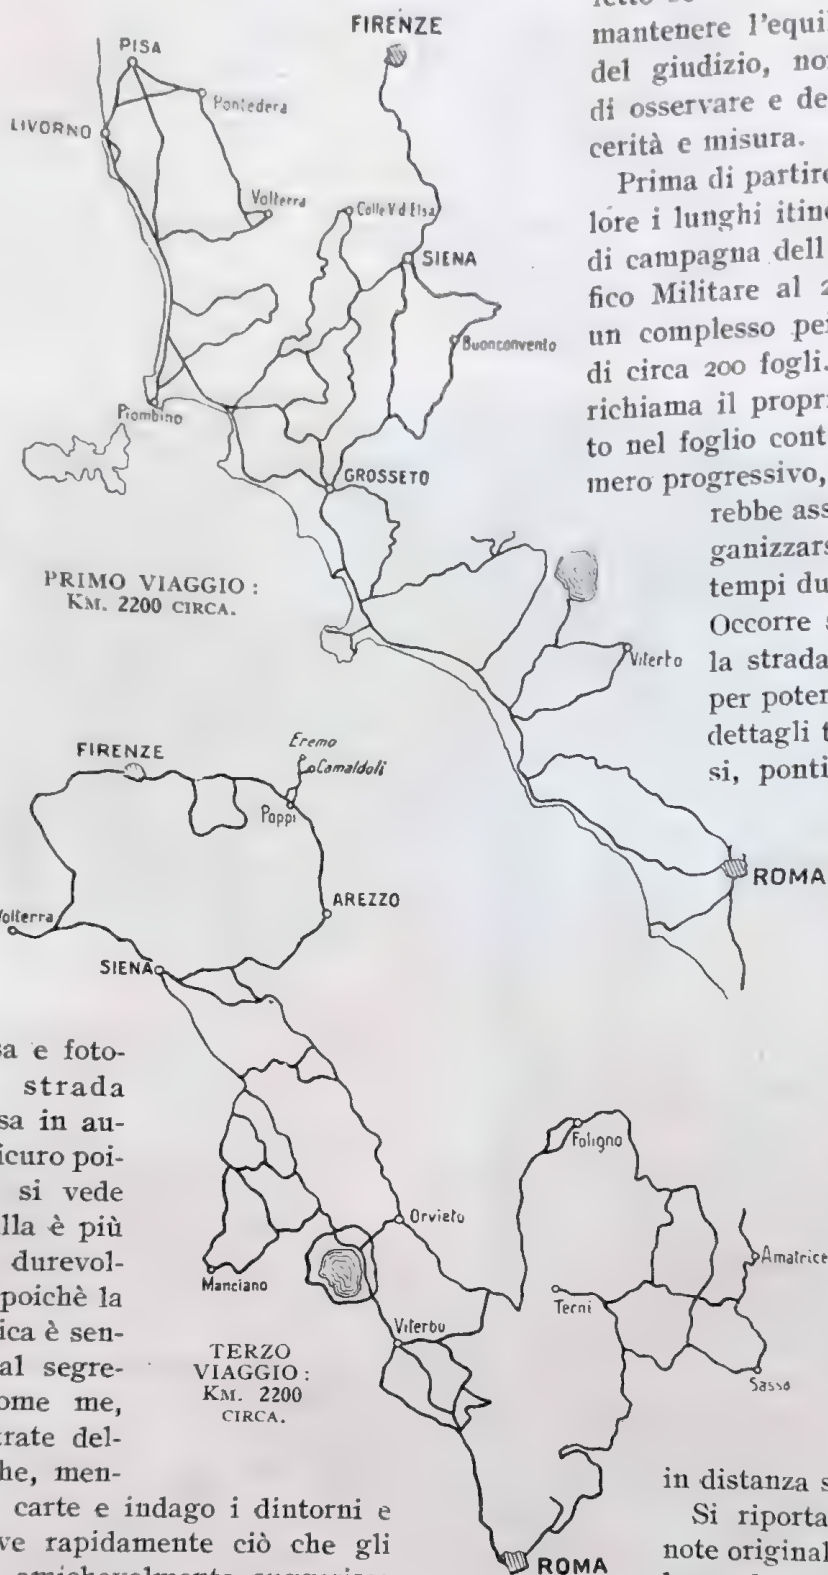 FIRENZE
PISA
Pontedera
LIVORNO
Volterra
Colle V d Elsa
SIENA
Buonconvento
Piombino
GROSSETO
PRIMO VIAGGIO :
KM. 2200 CIRCA.
Viterbo
ROMA
mantenere l'equi
del giudizio, no
di osservare e de
cerità e misura.
Prima di partire
lore i lunghi itine
di campagna dell
fico Militare al 2
un complesso pe
di circa 200 fogli.
richiama il propri
to nel foglio cont
mero progressivo,
rebbe ass
ganizzars
tempi du
Occorre s
la strada
per poter
dettagli t
si, ponti
FIRENZE
Eremo
Camaldoli
Poppi
AREZZO
Volterra
SIENA
Orvieto
Foligno
Manciano
Viterbo
Terni
Amatrice
Sasso
TERZO
VIAGGIO :
KM. 2200
CIRCA.
ROMA
sa e foto-
strada
sa in au-
icuro poi-
si vede
lla è più
durevol-
poichè la
ica è sen-
al segre-
ome me,
rate del-
he, men-
carte e indago i dintorni e
ve rapidamente ciò che gli
in distanza s
Si riporta
note original